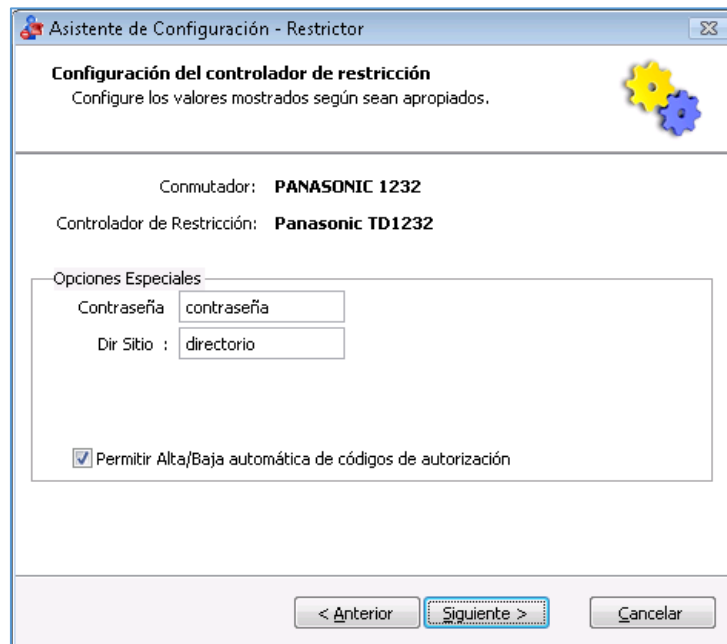 Asistente de Configuración - Restrictor
Configuración del controlador de restricción
Configure los valores mostrados según sean apropiados.
Conmutador: PANASONIC 1232
Controlador de Restricción: Panasonic TD1232
Opciones Especiales
Contraseña contraseña
Dir Sitio : directorio
Permitir Alta/Baja automática de códigos de autorización
< Anterior Siguiente > Cancelar